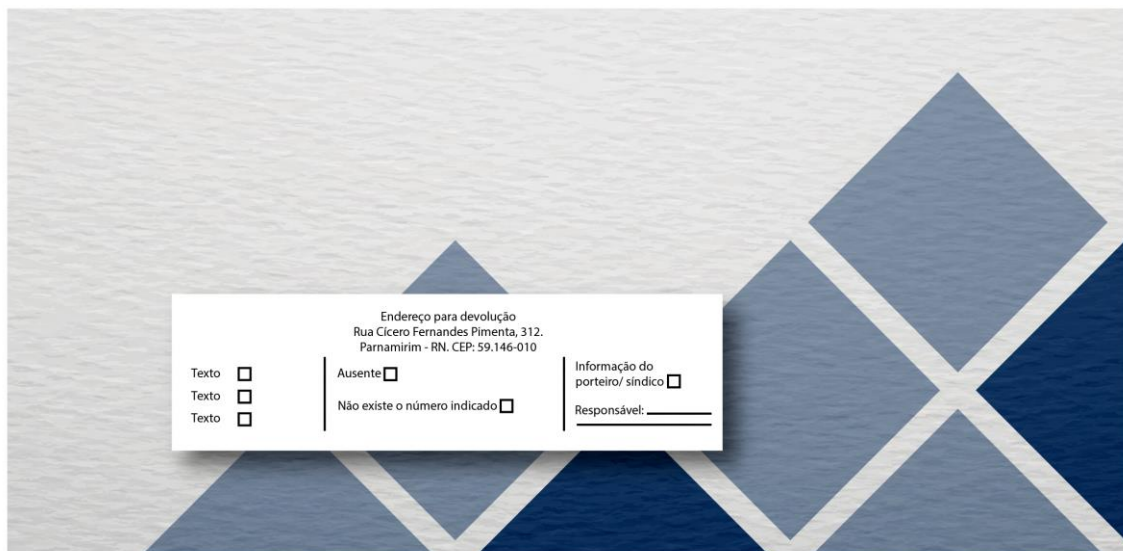 Endereço para devolução
Rua Cícero Fernandes Pimenta, 312.
Parnamirim - RN. CEP: 59.146-010
Texto
Texto
Texto
Ausente
Não existe o número indicado
Informação do
porteiro/ síndico
Responsável: